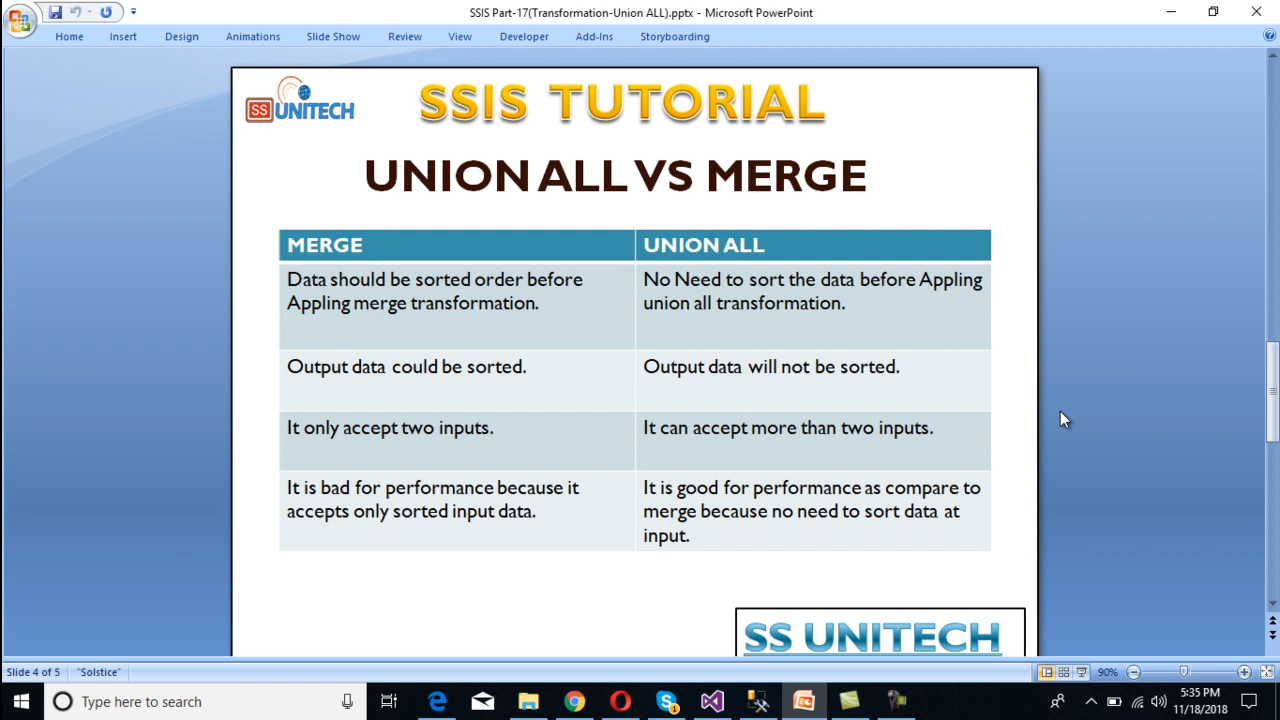 SSIS Part-17(Transformation-Union ALL).pptx - Microsoft PowerPoint
Home Insert Design Animations Slide Show Review View Developer Add-Ins Storyboarding
SS UNITECH
SSIS TUTORIAL
UNION ALL VS MERGE
MERGE
UNION ALL
Data should be sorted order before
Appling merge transformation.
No Need to sort the data before Appling
union all transformation.
Output data could be sorted.
Output data will not be sorted.
It only accept two inputs.
It can accept more than two inputs.
It is bad for performance because it
accepts only sorted input data.
It is good for performance as compare to
merge because no need to sort data at
input.
SS UNITECH
Slide 4 of 5 "Solstice" 90%
Type here to search
5:35 PM
11/18/2018